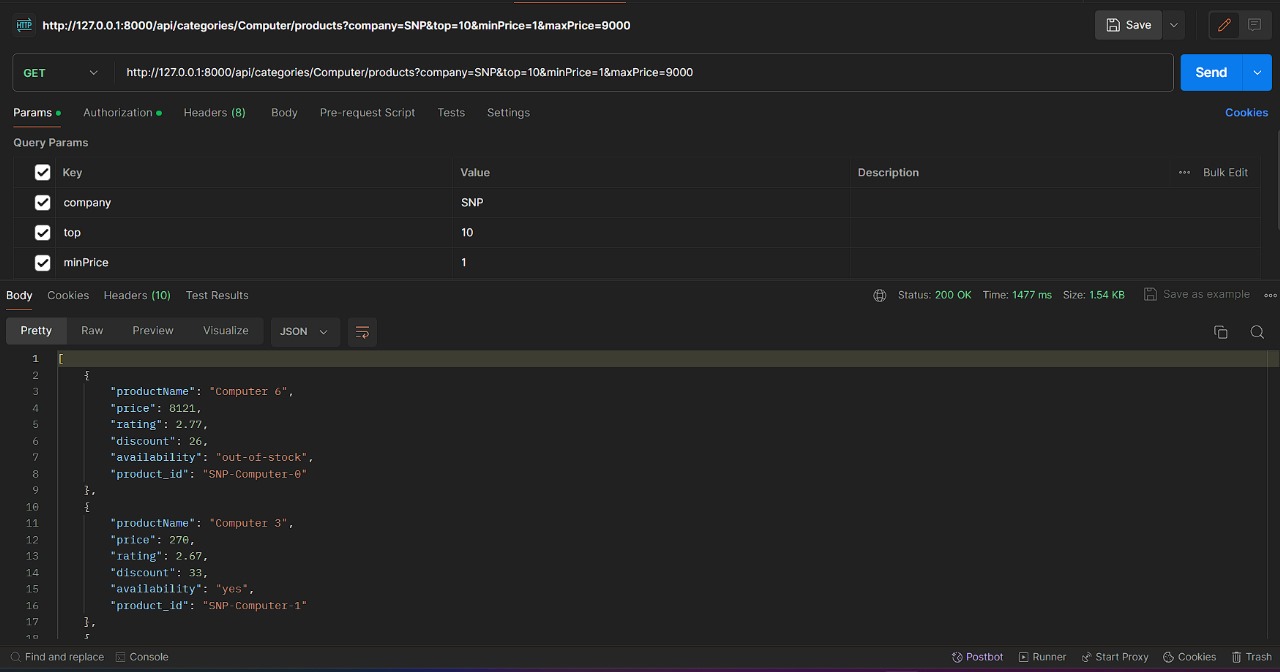 HTTP http://127.0.0.1:8000/api/categories/Computer/products?company=SNP&top=10&minPrice=1&maxPrice=9000 Save
GET http://127.0.0.1:8000/api/categories/Computer/products?company=SNP&top=10&minPrice=1&maxPrice=9000 Send
Params Authorization Headers (8) Body Pre-request Script Tests Settings Cookies
Query Params
Key Value Description Bulk Edit
company SNP
top 10
minPrice 1
Body Cookies Headers (10) Test Results Status: 200 OK Time: 1477 ms Size: 1.54 KB Save as example
Pretty Raw Preview Visualize JSON
1 [
2 {
3 "productName": "Computer 6",
4 "price": 8121,
5 "rating": 2.77,
6 "discount": 26,
7 "availability": "out-of-stock",
8 "product_id": "SNP-Computer-0"
9 },
10 {
11 "productName": "Computer 3",
12 "price": 270,
13 "rating": 2.67,
14 "discount": 33,
15 "availability": "yes",
16 "product_id": "SNP-Computer-1"
17 },
18 {
Find and replace Console Postbot Runner Start Proxy Cookies Trash